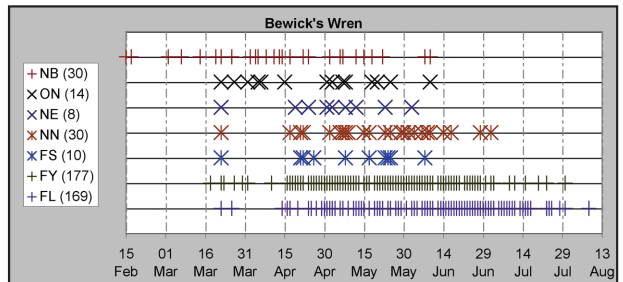 Bewick's Wren
NB (30)
ON (14)
NE (8)
NN (30)
FS (10)
FY (177)
FL (169)
15 01 16 31 15 30 15 30 14 29 14 29 13
Feb Mar Mar Mar Apr Apr May May Jun Jun Jul Jul Aug